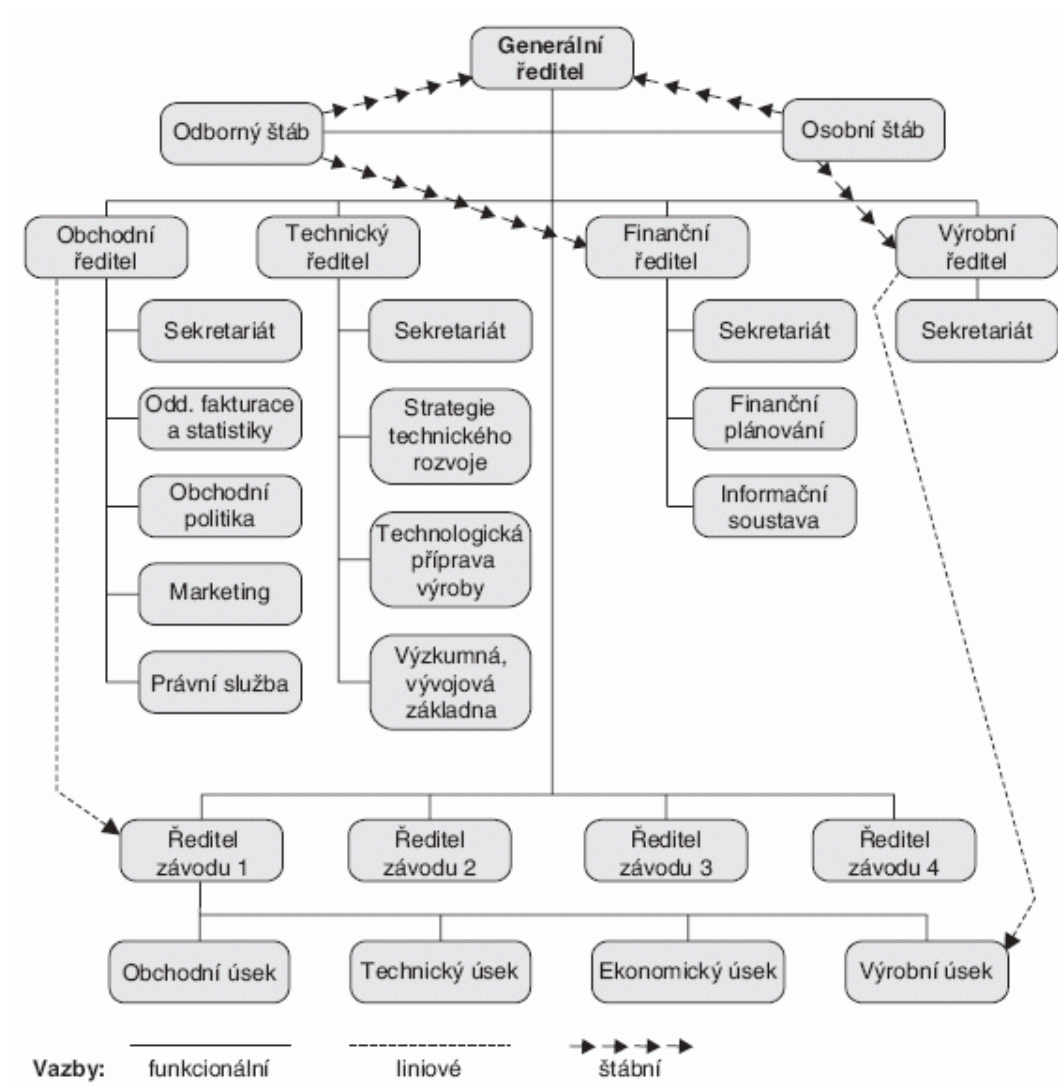 Generální
ředitel
Odborný štáb
Osobní štáb
Obchodní
ředitel
Technický
ředitel
Finanční
ředitel
Výrobní
ředitel
Sekretariát
Sekretariát
Sekretariát
Sekretariát
Odd. fakturace
a statistiky
Strategie
technického
rozvoje
Finanční
plánování
Obchodní
politika
Informační
soustava
Technologická
příprava
výroby
Marketing
Právní služba
Výzkumná,
vývojová
základna
Ředitel
závodu 1
Ředitel
závodu 2
Ředitel
závodu 3
Ředitel
závodu 4
Obchodní úsek
Technický úsek
Ekonomický úsek
Výrobní úsek
Vazby: funkcionální liniové štábní